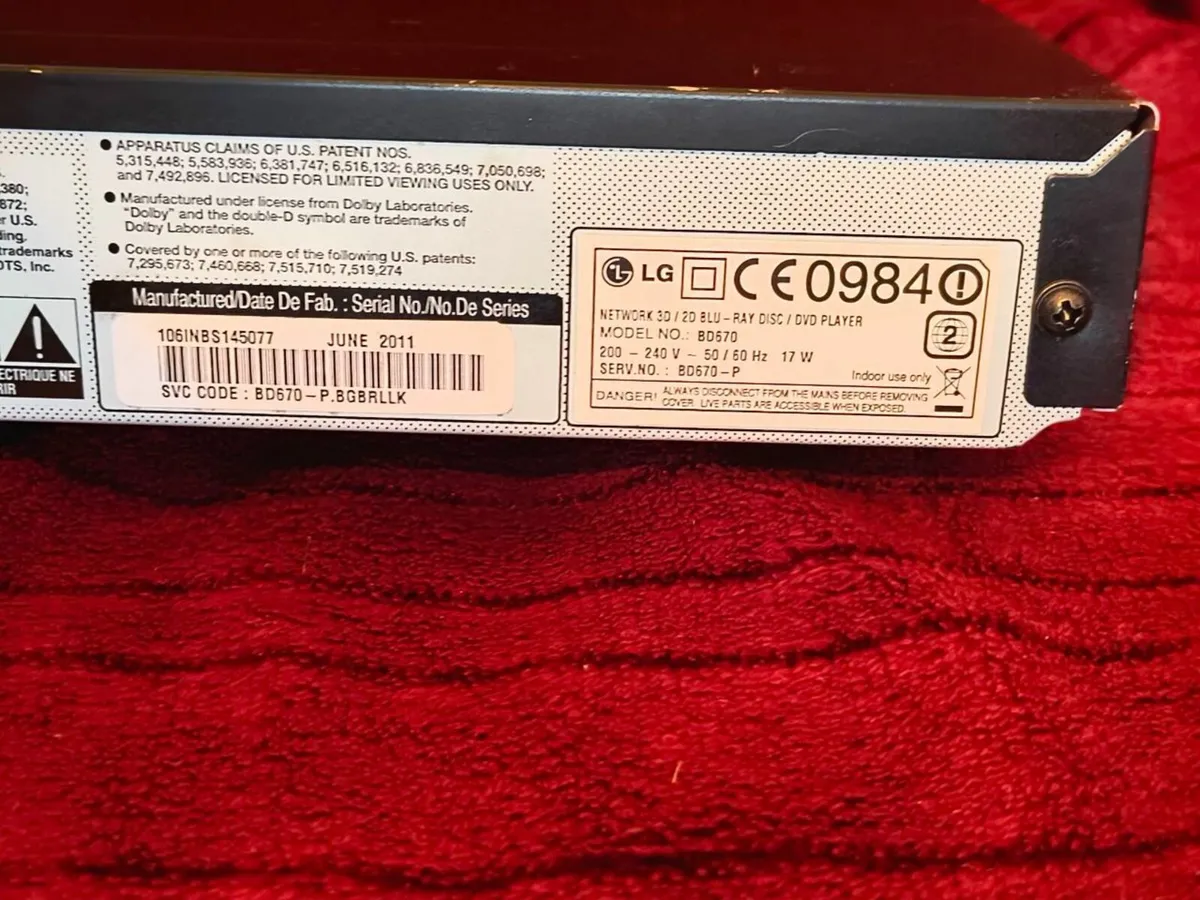 380;
872;
r U.S.
ding,
trademarks
DTS, Inc.
ECTRIQUE NE
RIR
● APPARATUS CLAIMS OF U.S. PATENT NOS.
5,315,448; 5,583,936; 6,381,747; 6,516,132; 6,836,549; 7,050,698;
and 7,492,896. LICENSED FOR LIMITED VIEWING USES ONLY.
● Manufactured under license from Dolby Laboratories.
"Dolby" and the double-D symbol are trademarks of
Dolby Laboratories.
● Covered by one or more of the following U.S. patents:
7,295,673; 7,460,668; 7,515,710; 7,519,274
Manufactured/Date De Fab. : Serial No./No.De Series
106INBS145077 JUNE 2011
SVC CODE : BD670-P.BGBRLLK
LG CE0984
NETWORK 3D / 2D BLU-RAY DISC / DVD PLAYER
MODEL NO.: BD670
200 - 240 V ~ 50 / 60 Hz 17 W
SERV.NO. : BD670-P
2
Indoor use only
DANGER! ALWAYS DISCONNECT FROM THE MAINS BEFORE REMOVING
COVER. LIVE PARTS ARE ACCESSIBLE WHEN EXPOSED.